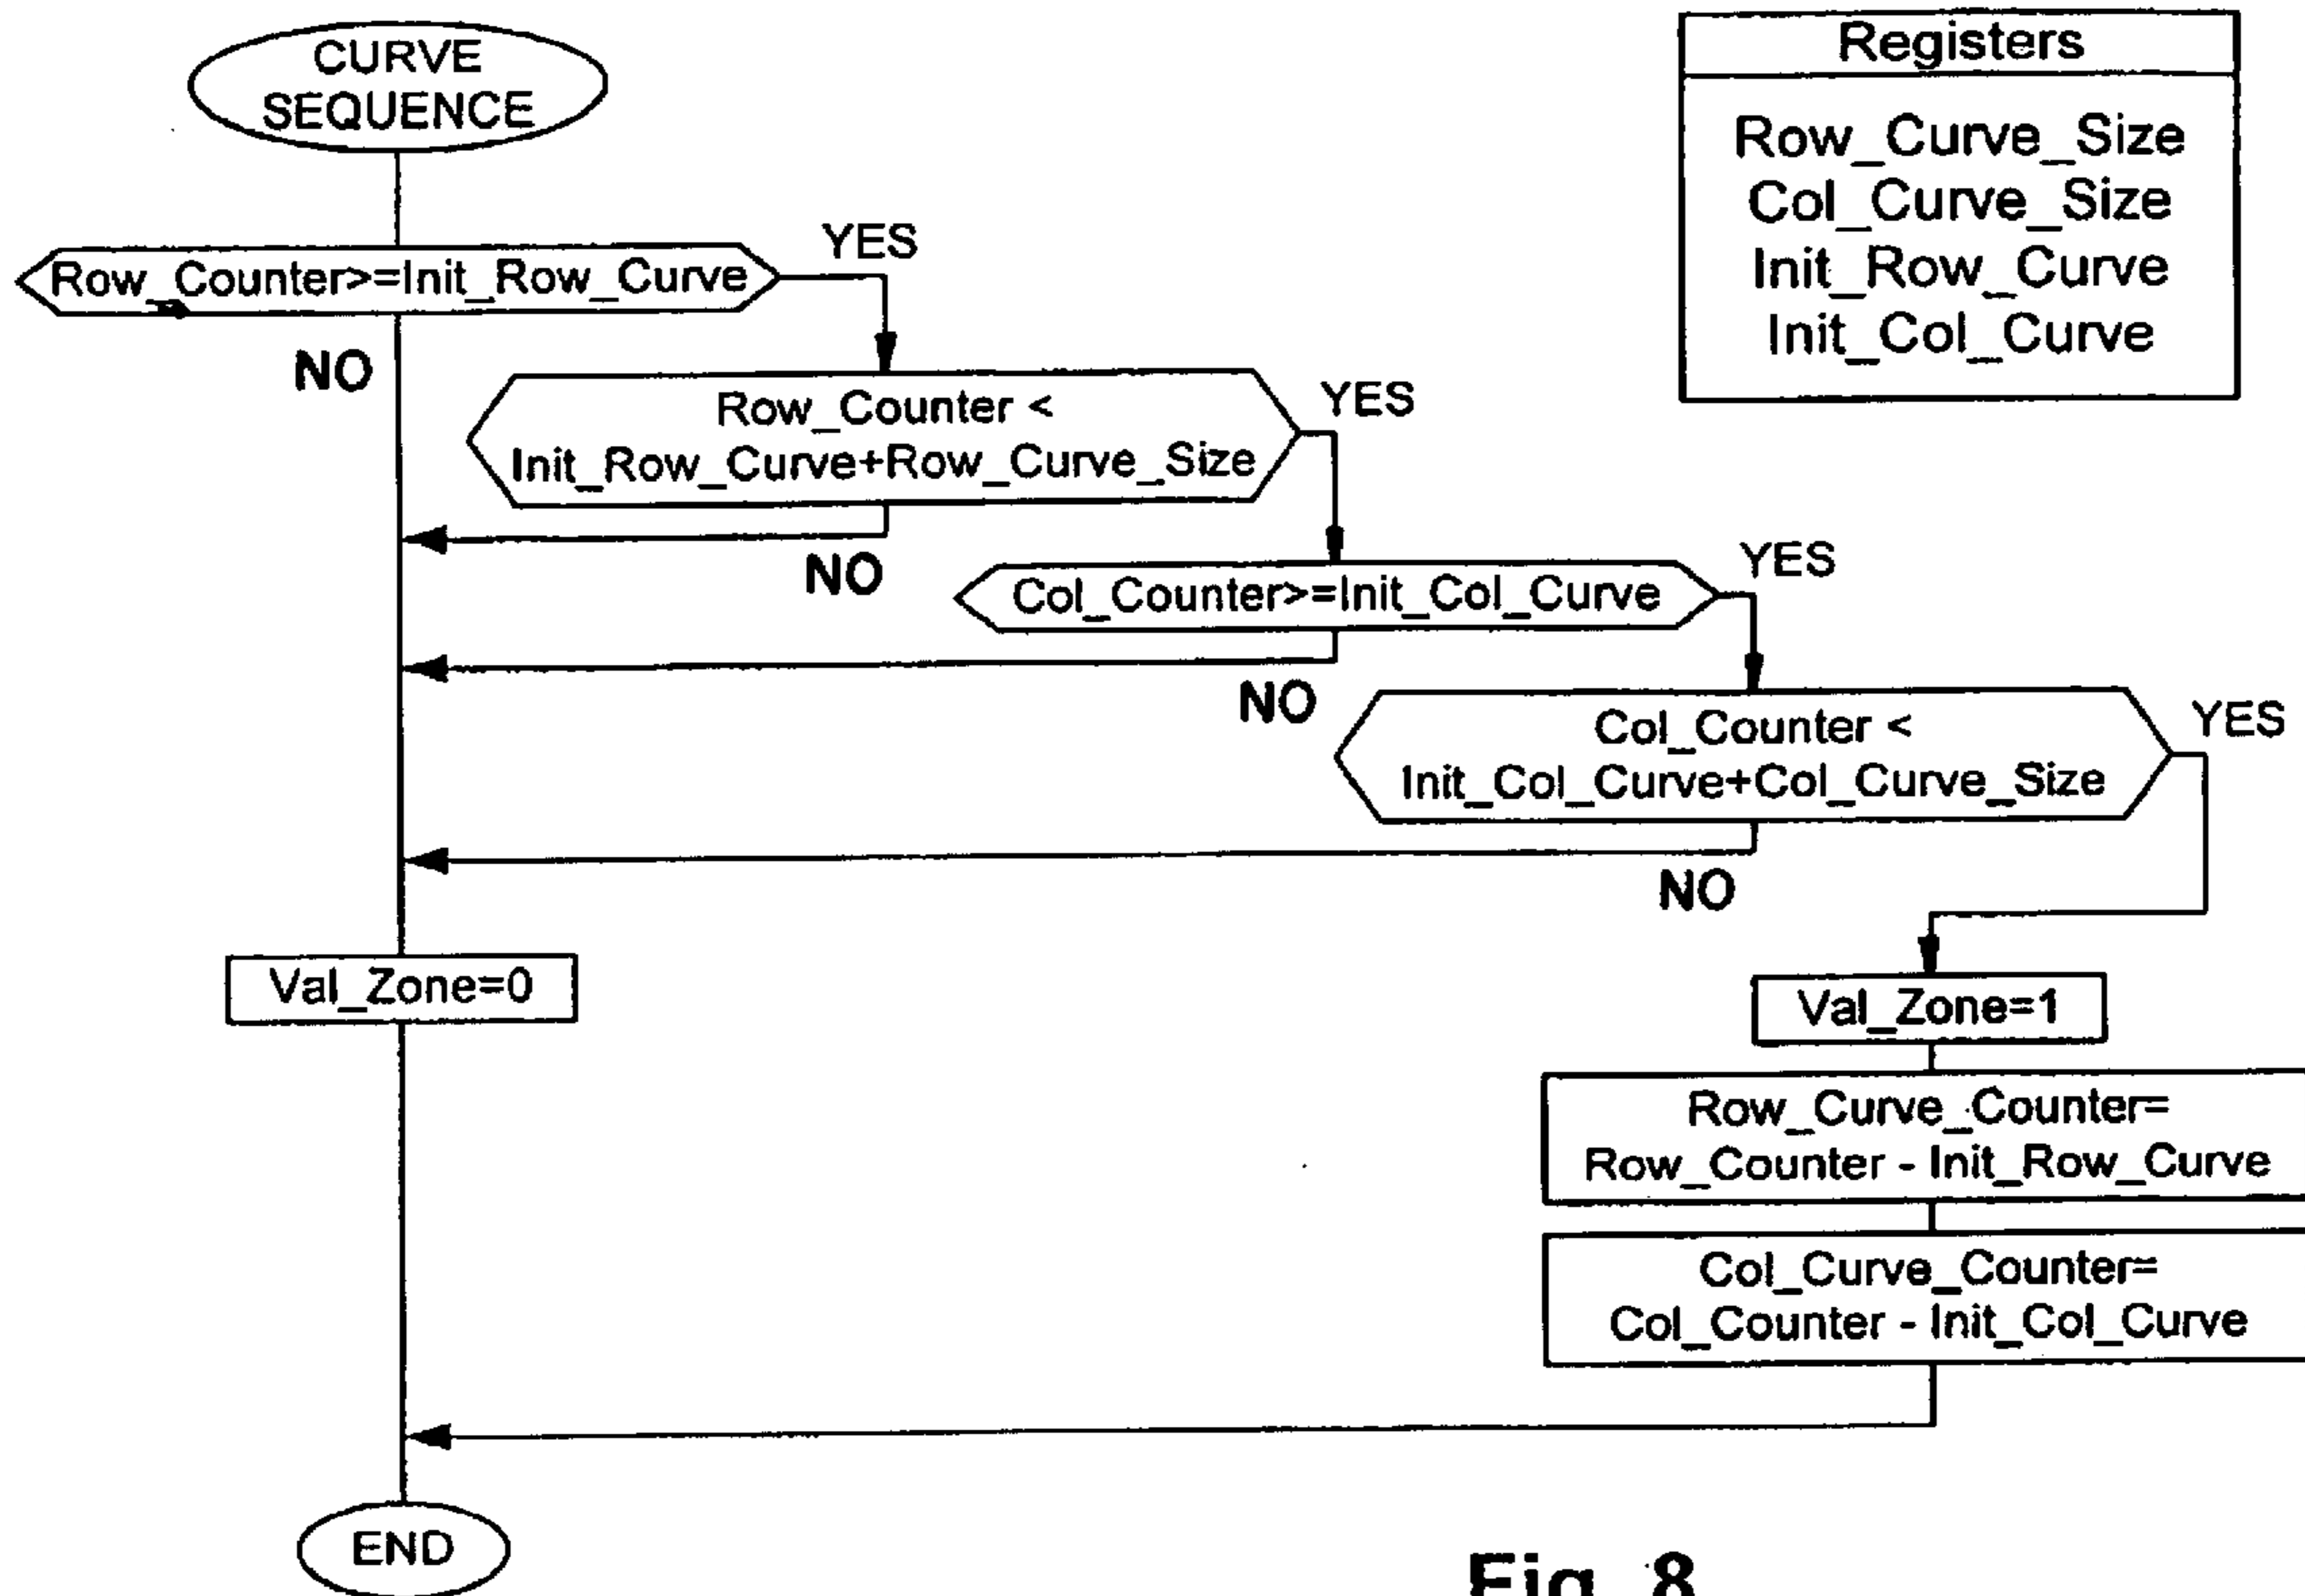 CURVE
SEQUENCE
Registers
Row_Curve_Size
Col_Curve_Size
Init_Row_Curve
Init_Col_Curve
Row_Counter>=Init_Row_Curve
YES
NO
Row_Counter <
Init_Row_Curve+Row_Curve_Size
YES
NO
Col_Counter>=Init_Col_Curve
YES
NO
Col_Counter <
Init_Col_Curve+Col_Curve_Size
YES
NO
Val_Zone=0
Val_Zone=1
Row_Curve_Counter=
Row_Counter - Init_Row_Curve
Col_Curve_Counter=
Col_Counter - Init_Col_Curve
END
Fig. 8